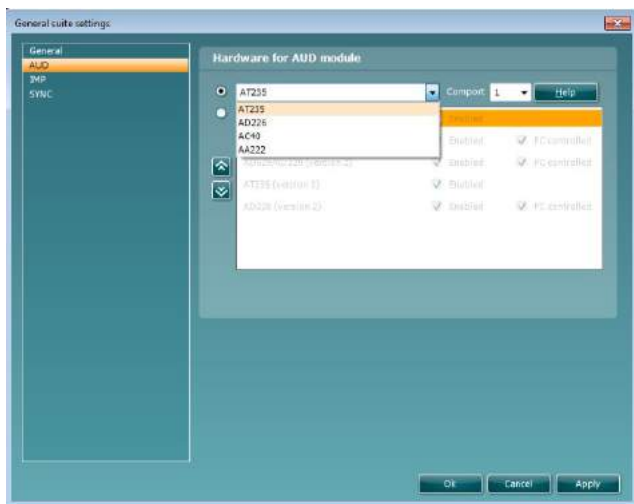 General suite settings
General
AUD
IMP
SYNC
Hardware for AUD module
AT235
Comport 1
Help
AT235
AD226
AC40
AA222
Enabled
Enabled
PC controlled
Enabled
PC controlled
AT235 (version 2)
Enabled
AD226 (version 2)
Enabled
PC controlled
Ok
Cancel
Apply